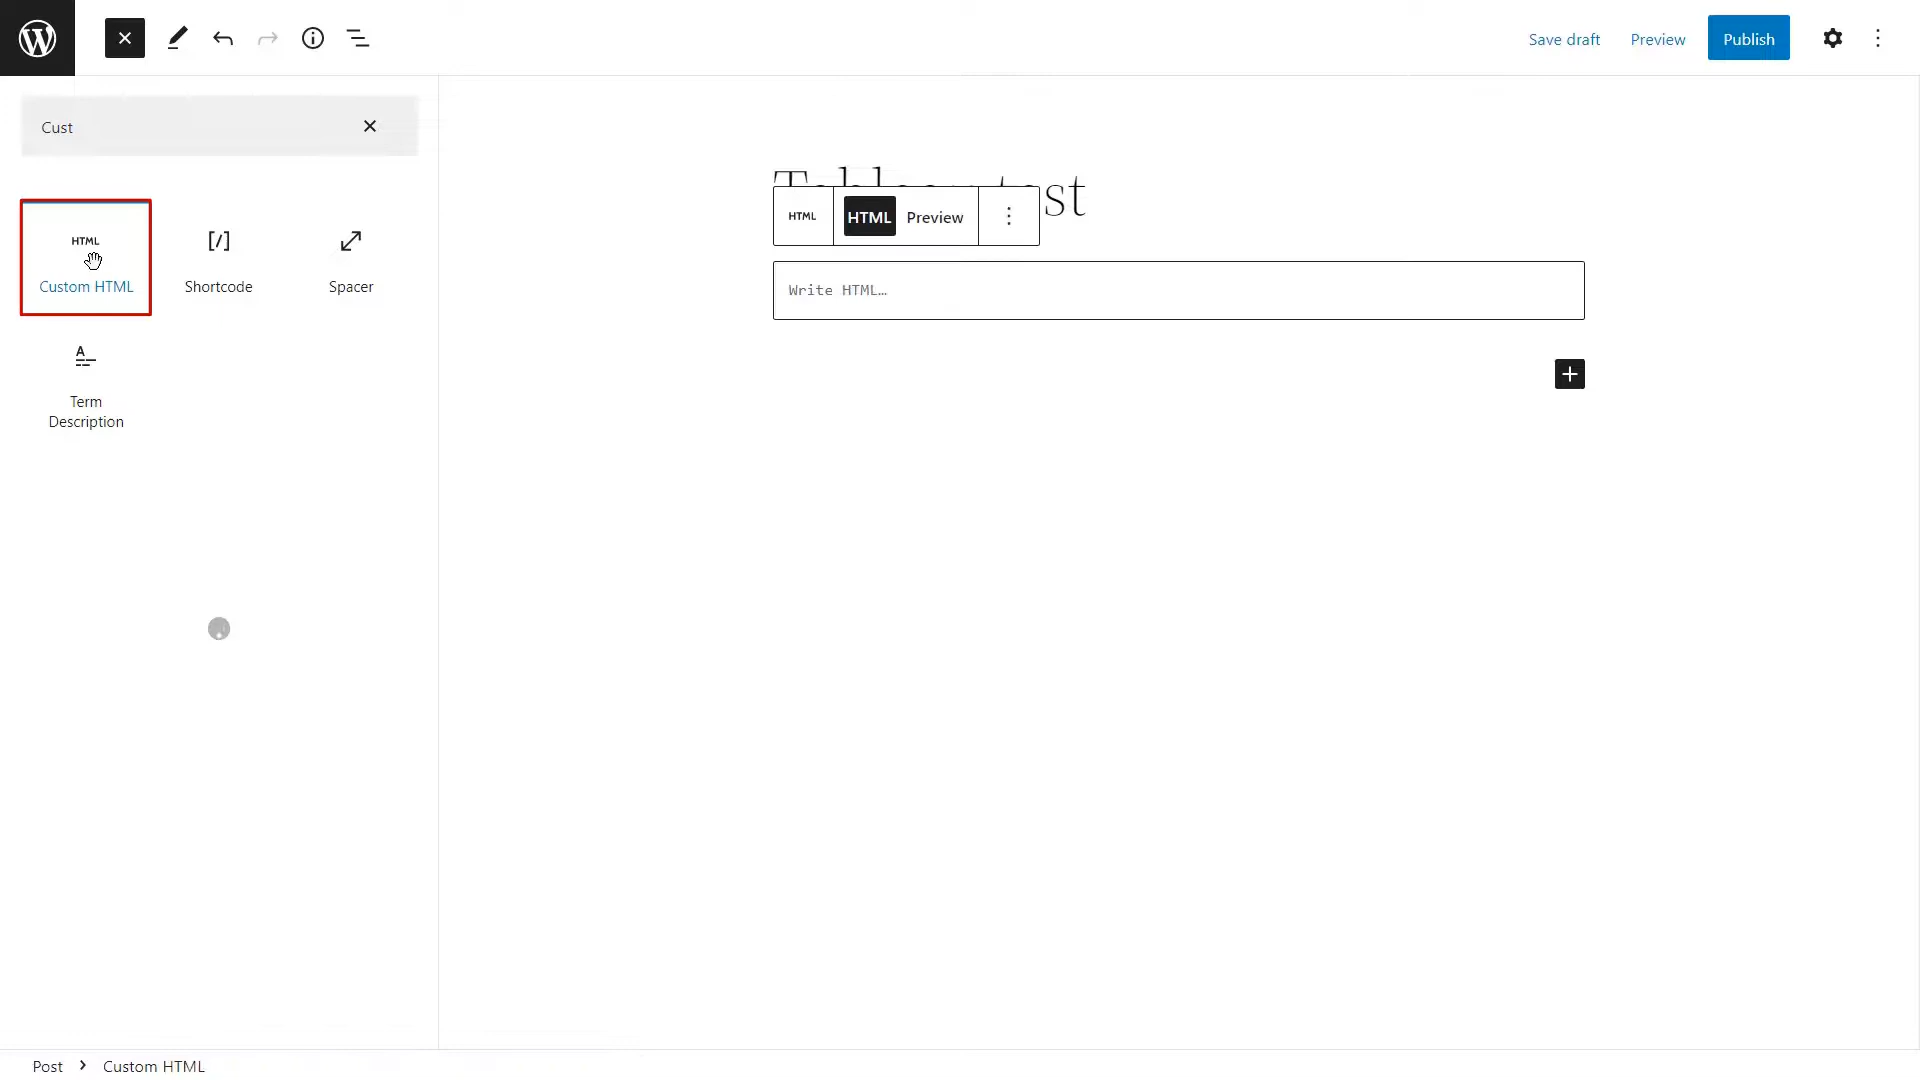 Save draft
Preview
Publish
Cust
HTML
Custom HTML
Shortcode
Spacer
A
Term
Description
test
HTML
HTML
Preview
Write HTML…
Post
Custom HTML